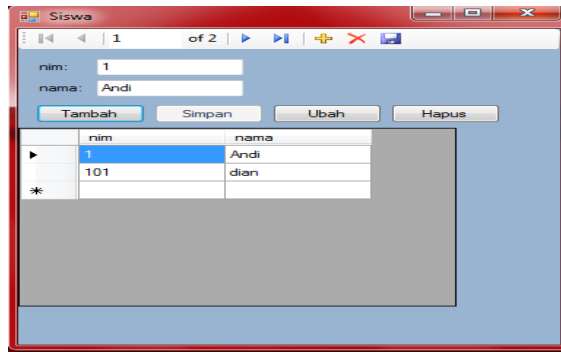 Siswa
1 of 2
nim: 1
nama: Andi
Tambah Simpan Ubah Hapus
nim nama
1 Andi
101 dian